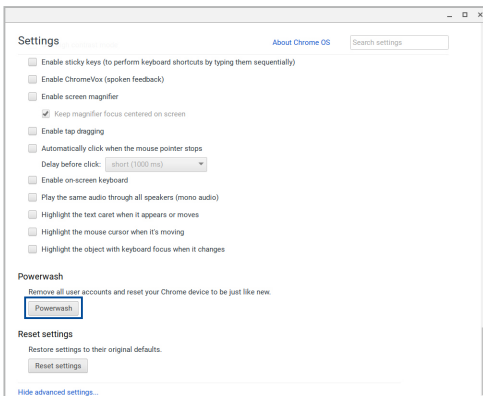 Settings
About Chrome OS
Search settings
Enable sticky keys (to perform keyboard shortcuts by typing them sequentially)
Enable ChromeVox (spoken feedback)
Enable screen magnifier
Keep magnifier focus centered on screen
Enable tap dragging
Automatically click when the mouse pointer stops
Delay before click: short (1000 ms)
Enable on-screen keyboard
Play the same audio through all speakers (mono audio)
Highlight the text caret when it appears or moves
Highlight the mouse cursor when it's moving
Highlight the object with keyboard focus when it changes
Powerwash
Remove all user accounts and reset your Chrome device to be just like new.
Powerwash
Reset settings
Restore settings to their original defaults.
Reset settings
Hide advanced settings...